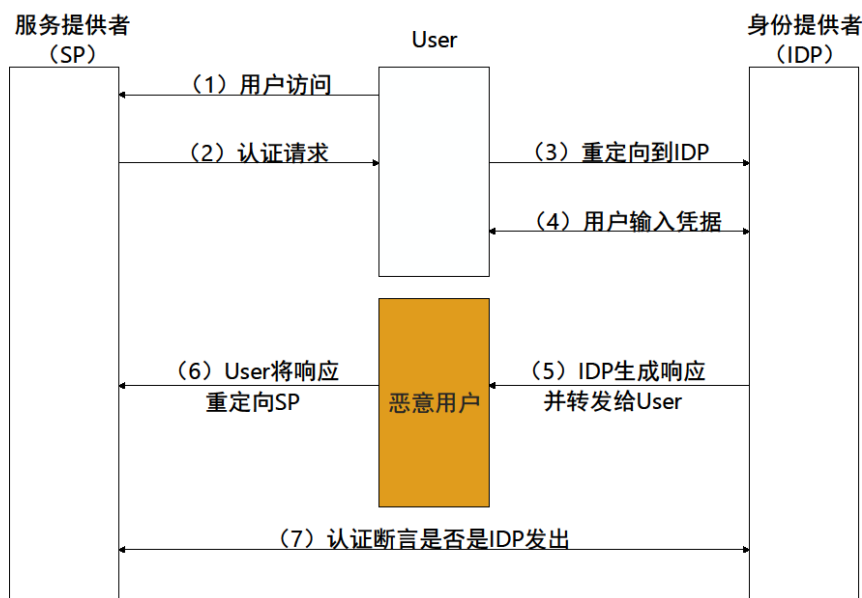 服务提供者
（SP）
User
身份提供者
（IDP）
（1）用户访问
（2）认证请求
（3）重定向到IDP
（4）用户输入凭据
（6）User将响应
重定向SP
恶意用户
（5）IDP生成响应
并转发给User
（7）认证断言是否是IDP发出